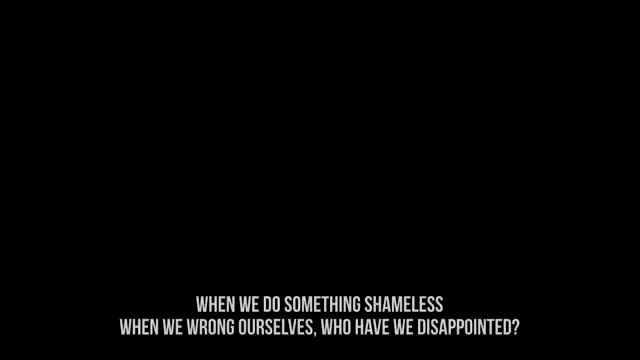 WHEN WE DO SOMETHING SHAMELESS
WHEN WE WRONG OURSELVES, WHO HAVE WE DISAPPOINTED?